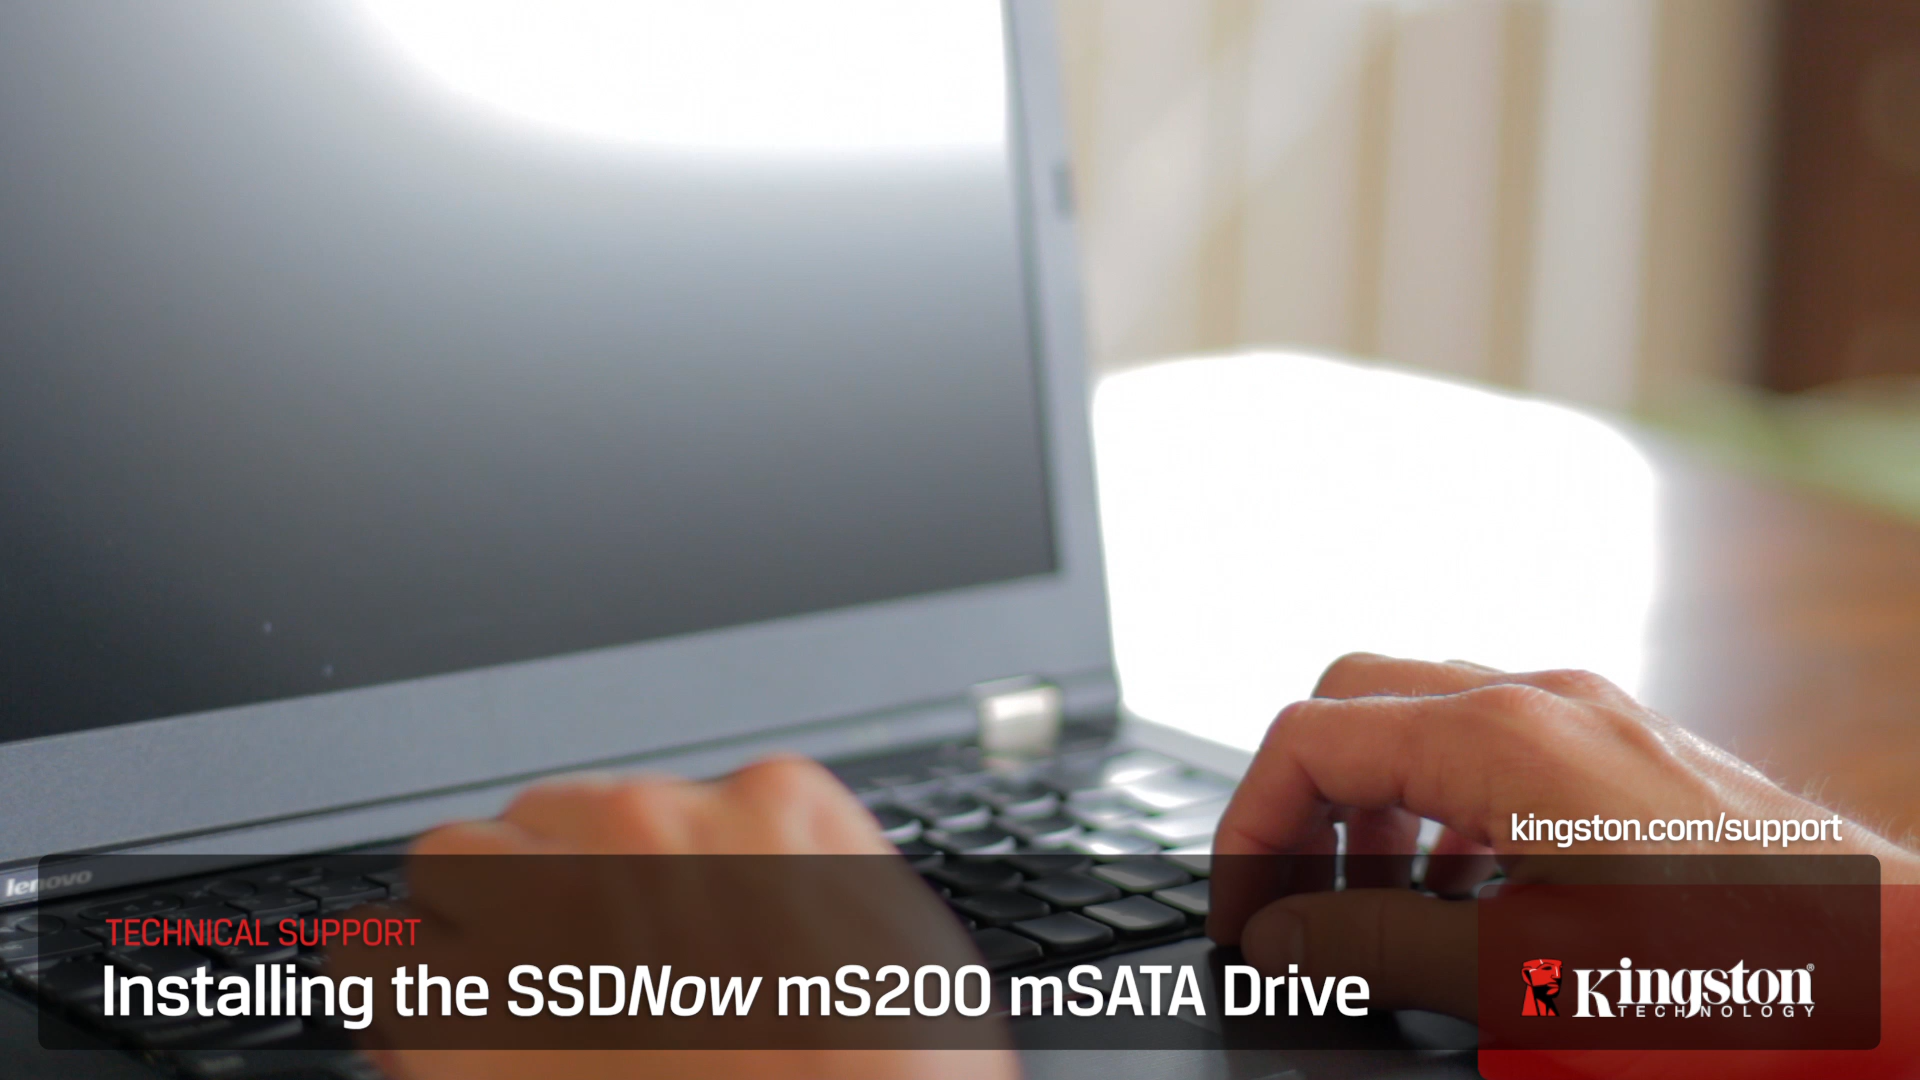 kingston.com/support
lenovo
TECHNICAL SUPPORT
Installing the SSDNow mS200 mSATA Drive
Kingston®
TECHNOLOGY